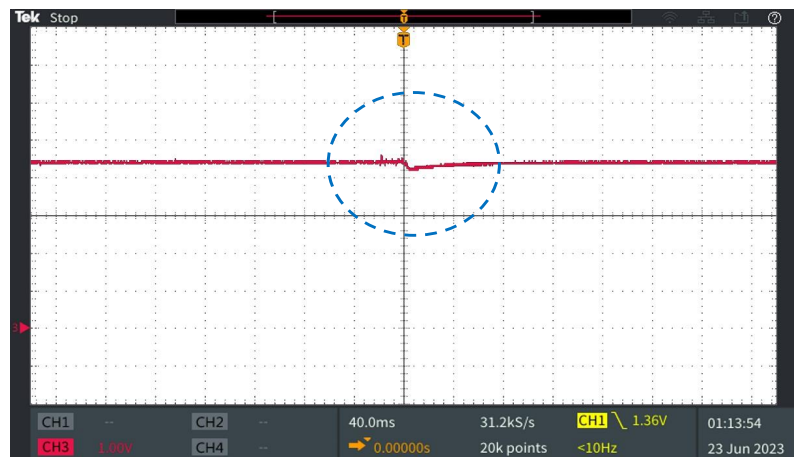 Tek Stop
T
T
3
CH1 -- CH2 -- 40.0ms 31.2kS/s CH1 1.36V 01:13:54
CH3 1.00V CH4 -- 0.00000s 20k points <10Hz 23 Jun 2023